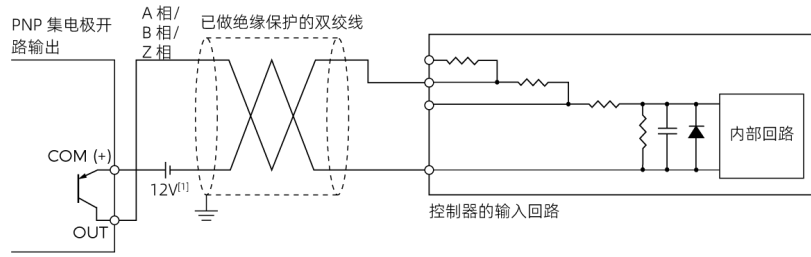 PNP 集电极开
路输出
A 相/
B 相/
Z 相
已做绝缘保护的双绞线
COM (+)
12V[1]
OUT
内部回路
控制器的输入回路